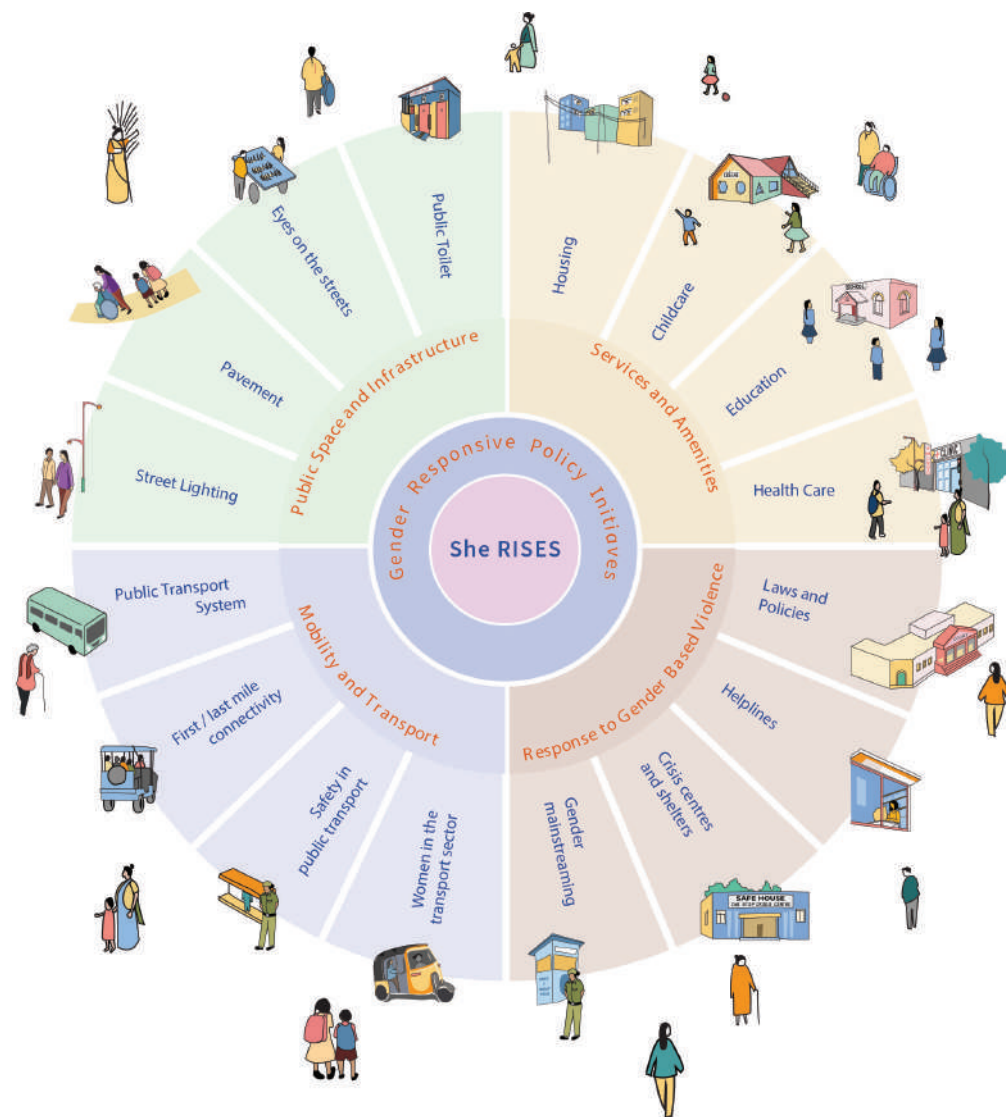 She RISES
Gender Responsive Policy Initiaves
Public Space and Infrastructure
Street Lighting
Pavement
Eyes on the streets
Public Toilet
Services and Amenities
Housing
Childcare
CRÈCHE
Education
SCHOOL
Health Care
Response to Gender Based Violence
Laws and
Policies
Helplines
Crisis centres
and shelters
SAFE HOUSE
Gender
mainstreaming
Mobility and Transport
Women in the
transport sector
Safety in
public transport
First / last mile
connectivity
Public Transport
System